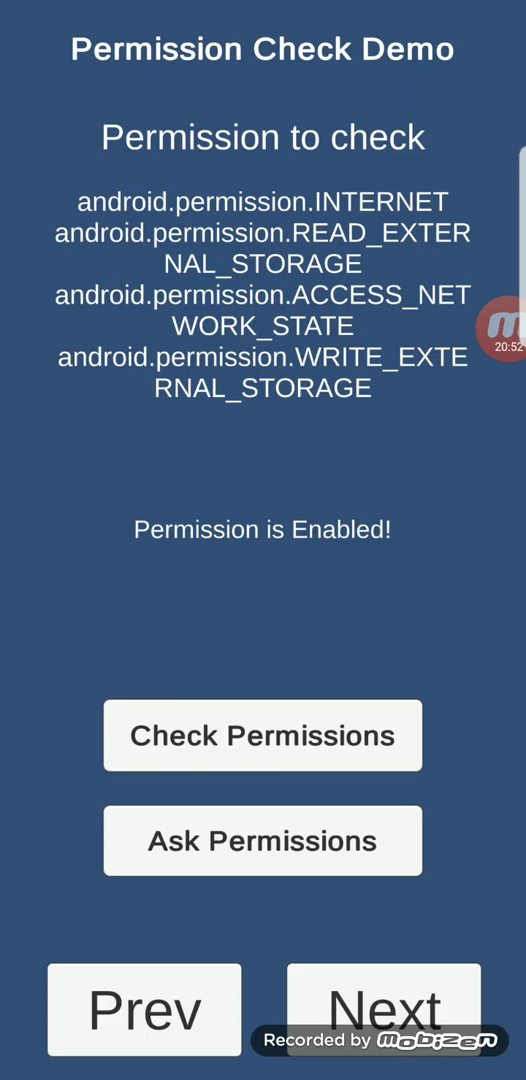 Permission Check Demo
Permission to check
android.permission.INTERNET
android.permission.READ_EXTER
NAL_STORAGE
android.permission.ACCESS_NET
WORK_STATE
android.permission.WRITE_EXTE
RNAL_STORAGE
m
20:52
Permission is Enabled!
Check Permissions
Ask Permissions
Prev
Next
Recorded by mobizen